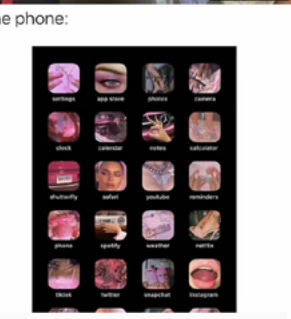 e phone:
settings app store photos camera
clock calendar notes calculator
shutterfly safari youtube reminders
phone spotify weather netflix
tiktok twitter snapchat instagram